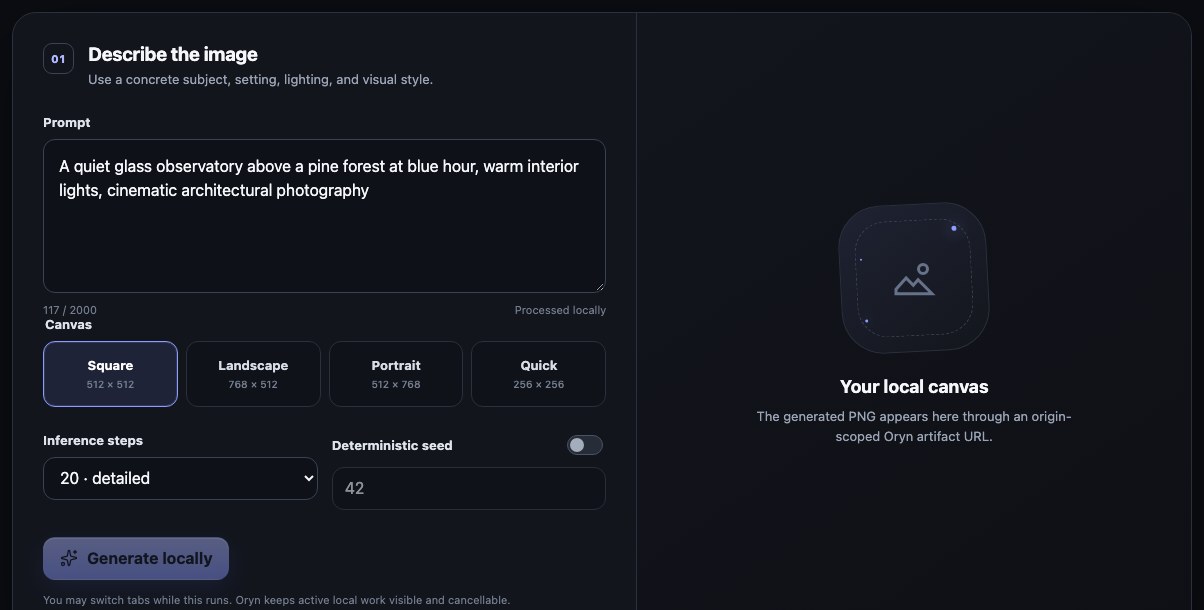 01
Describe the image
Use a concrete subject, setting, lighting, and visual style.
Prompt
A quiet glass observatory above a pine forest at blue hour, warm interior
lights, cinematic architectural photography
117 / 2000
Processed locally
Canvas
Square
512 × 512
Landscape
768 × 512
Portrait
512 × 768
Quick
256 × 256
Inference steps
20 · detailed
Deterministic seed
42
Generate locally
You may switch tabs while this runs. Oryn keeps active local work visible and cancellable.
Your local canvas
The generated PNG appears here through an origin-
scoped Oryn artifact URL.